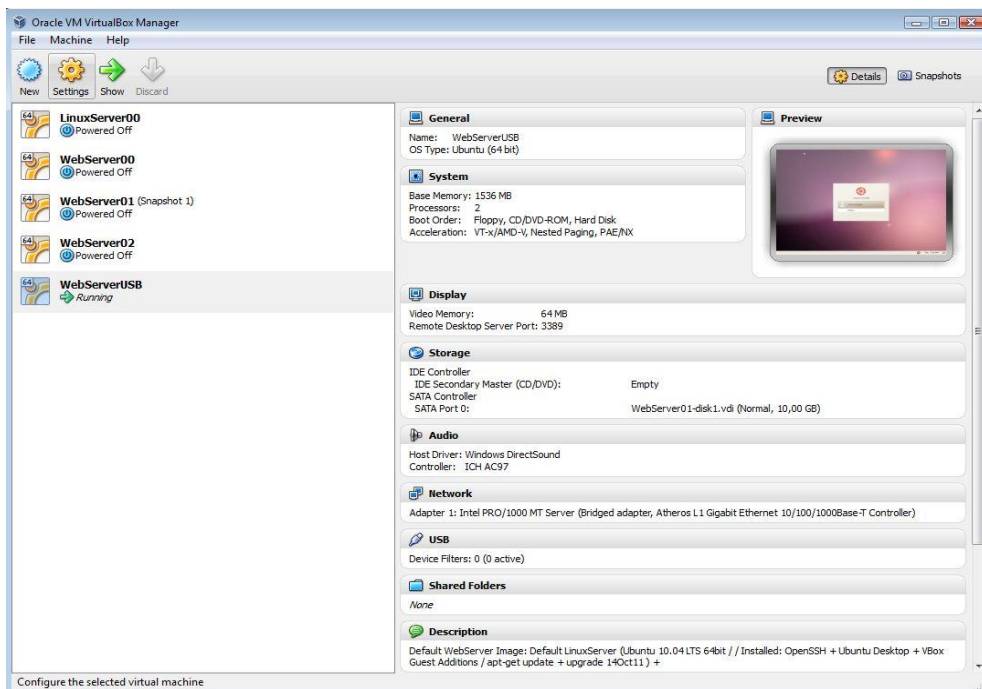 Oracle VM VirtualBox Manager
File Machine Help
New Settings Show Discard
Details Snapshots
64 LinuxServer00
Powered Off
64 WebServer00
Powered Off
64 WebServer01 (Snapshot 1)
Powered Off
64 WebServer02
Powered Off
64 WebServerUSB
Running
General
Name: WebServerUSB
OS Type: Ubuntu (64 bit)
Preview
System
Base Memory: 1536 MB
Processors: 2
Boot Order: Floppy, CD/DVD-ROM, Hard Disk
Acceleration: VT-x/AMD-V, Nested Paging, PAE/NX
Display
Video Memory: 64 MB
Remote Desktop Server Port: 3389
Storage
IDE Controller
IDE Secondary Master (CD/DVD): Empty
SATA Controller
SATA Port 0: WebServer01-disk1.vdi (Normal, 10,00 GB)
Audio
Host Driver: Windows DirectSound
Controller: ICH AC97
Network
Adapter 1: Intel PRO/1000 MT Server (Bridged adapter, Atheros L1 Gigabit Ethernet 10/100/1000Base-T Controller)
USB
Device Filters: 0 (0 active)
Shared Folders
None
Description
Default WebServer Image: Default LinuxServer (Ubuntu 10.04 LTS 64bit / / Installed: OpenSSH + Ubuntu Desktop + VBox
Guest Additions / apt-get update + upgrade 14Oct11 ) +
Configure the selected virtual machine